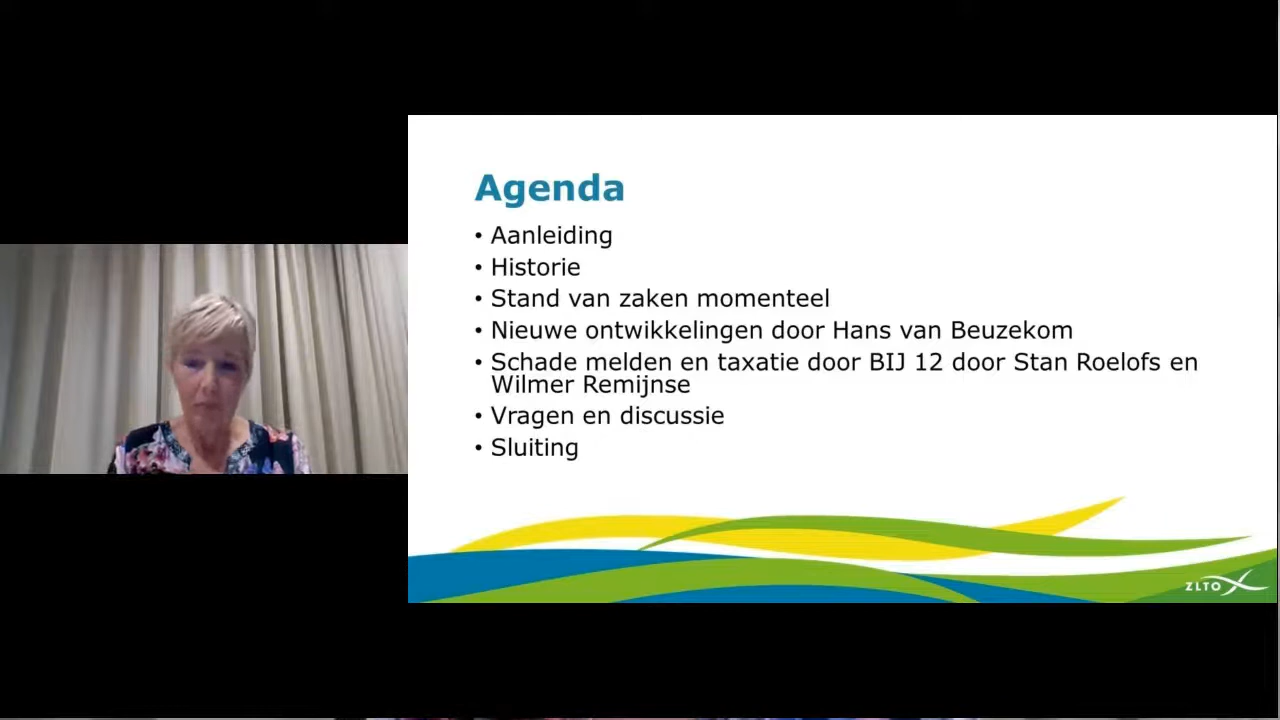 Agenda
• Aanleiding
• Historie
• Stand van zaken momenteel
• Nieuwe ontwikkelingen door Hans van Beuzekom
• Schade melden en taxatie door BIJ 12 door Stan Roelofs en
Wilmer Remijnse
• Vragen en discussie
• Sluiting
ZLTO